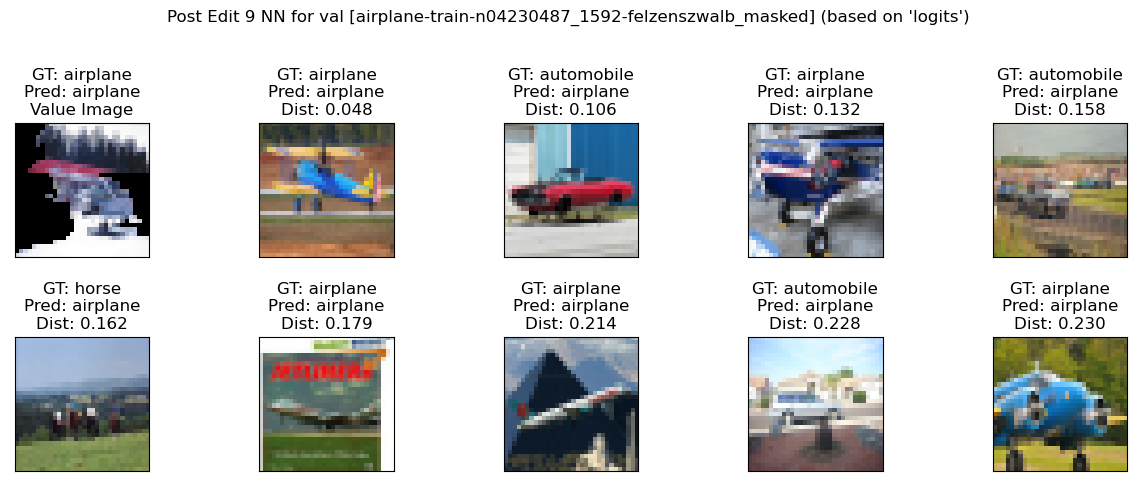 Post Edit 9 NN for val [airplane-train-n04230487_1592-felzenszwalb_masked] (based on 'logits')
GT: airplane
Pred: airplane
Value Image
GT: airplane
Pred: airplane
Dist: 0.048
GT: automobile
Pred: airplane
Dist: 0.106
GT: airplane
Pred: airplane
Dist: 0.132
GT: automobile
Pred: airplane
Dist: 0.158
GT: horse
Pred: airplane
Dist: 0.162
GT: airplane
Pred: airplane
Dist: 0.179
GT: airplane
Pred: airplane
Dist: 0.214
GT: automobile
Pred: airplane
Dist: 0.228
GT: airplane
Pred: airplane
Dist: 0.230